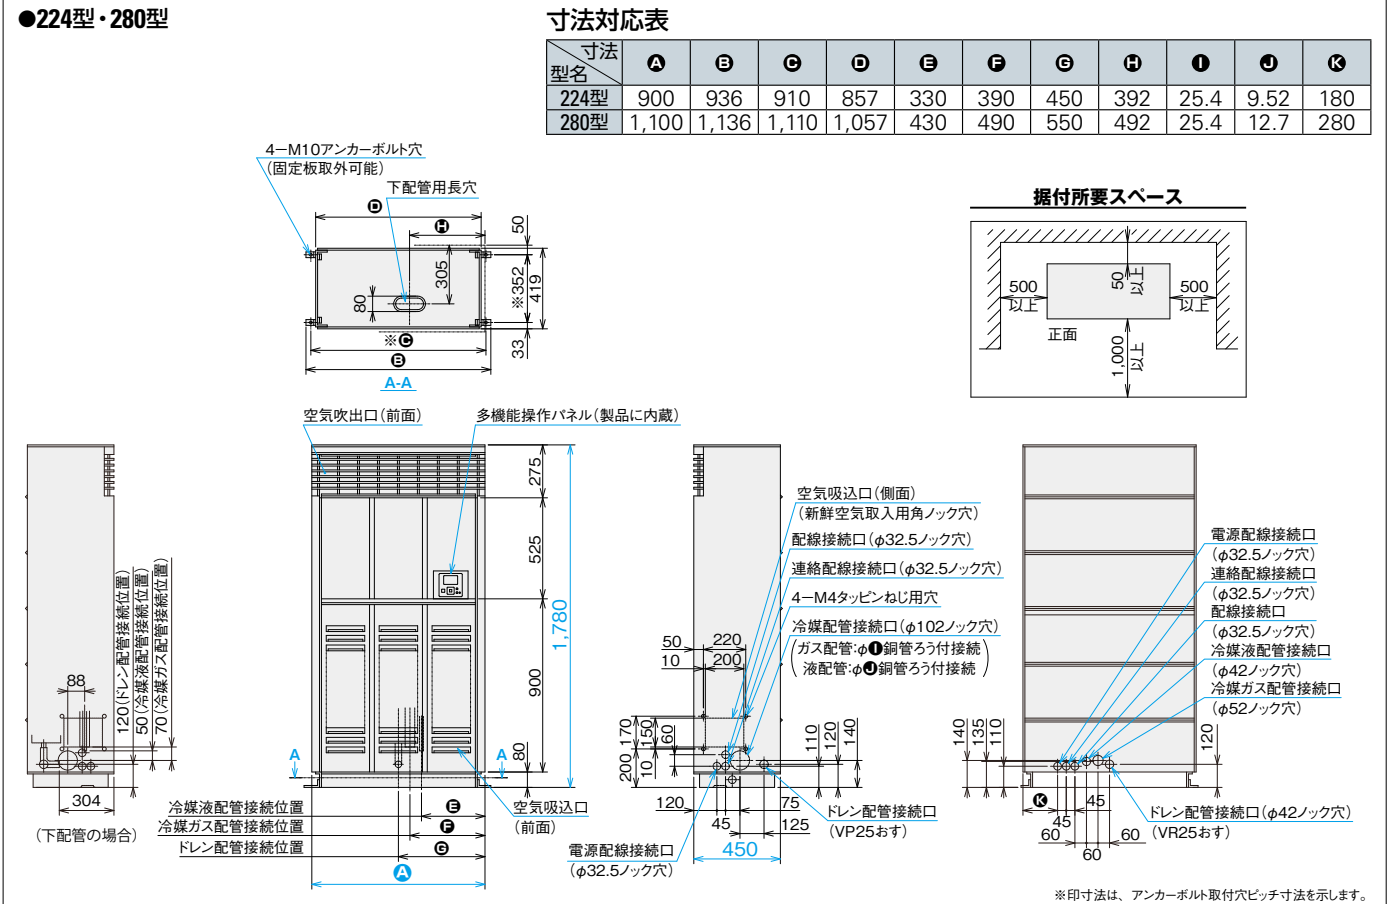 ●224型・280型
寸法対応表
寸法
型名 A B C D E F G H I J K
224型 900 936 910 857 330 390 450 392 25.4 9.52 180
280型 1,100 1,136 1,110 1,057 430 490 550 492 25.4 12.7 280
4ーM10アンカーボルト穴
(固定板取外可能)
下配管用長穴
D
H
50
305
※352
419
80
※C
33
B
A-A
据付所要スペース
500
以上
50
以上
500
以上
正面
1,000
以上
88
120(ドレン配管接続位置)
50(冷媒液配管接続位置)
70(冷媒ガス配管接続位置)
304
(下配管の場合)
空気吹出口(前面)
多機能操作パネル(製品に内蔵)
275
525
1,780
900
80
A
A
冷媒液配管接続位置
E
冷媒ガス配管接続位置
F
ドレン配管接続位置
G
A
空気吸込口
(前面)
空気吸込口(側面)
(新鮮空気取入用角ノック穴)
配線接続口(φ32.5ノック穴)
連絡配線接続口(φ32.5ノック穴)
4ーM4タッピンねじ用穴
冷媒配管接続口(φ102ノック穴)
(ガス配管:φI銅管ろう付接続
液配管:φJ銅管ろう付接続)
50
220
10
200
170
150
60
200
10
110
120
140
120
75
45
125
450
ドレン配管接続口
(VP25おす)
電源配線接続口
(φ32.5ノック穴)
電源配線接続口
(φ32.5ノック穴)
連絡配線接続口
(φ32.5ノック穴)
配線接続口
(φ32.5ノック穴)
冷媒液配管接続口
(φ42ノック穴)
冷媒ガス配管接続口
(φ52ノック穴)
140
135
110
120
K
45
45
60
60
60
ドレン配管接続口(φ42ノック穴)
(VR25おす)
※印寸法は、アンカーボルト取付穴ピッチ寸法を示します。